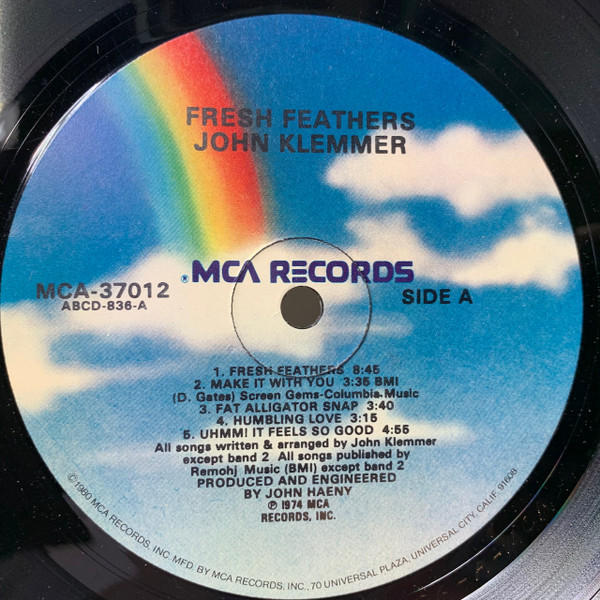 FRESH FEATHERS
JOHN KLEMMER
® MCA RECORDS
MCA-37012
ABCD-836-A
SIDE A
1. FRESH FEATHERS 8:45
2. MAKE IT WITH YOU 3:35 BMI
(D. Gates) Screen Gems-Columbia Music
3. FAT ALLIGATOR SNAP 3:40
4. HUMBLING LOVE 3:15
5. UHMM! IT FEELS SO GOOD 4:55
All songs written & arranged by John Klemmer
except band 2 All songs published by
Remohj Music (BMI) except band 2
PRODUCED AND ENGINEERED
BY JOHN HAENY
℗ 1974 MCA
RECORDS, INC.
©1980 MCA RECORDS, INC. MFD. BY MCA RECORDS, INC., 70 UNIVERSAL PLAZA, UNIVERSAL CITY, CALIF. 91608